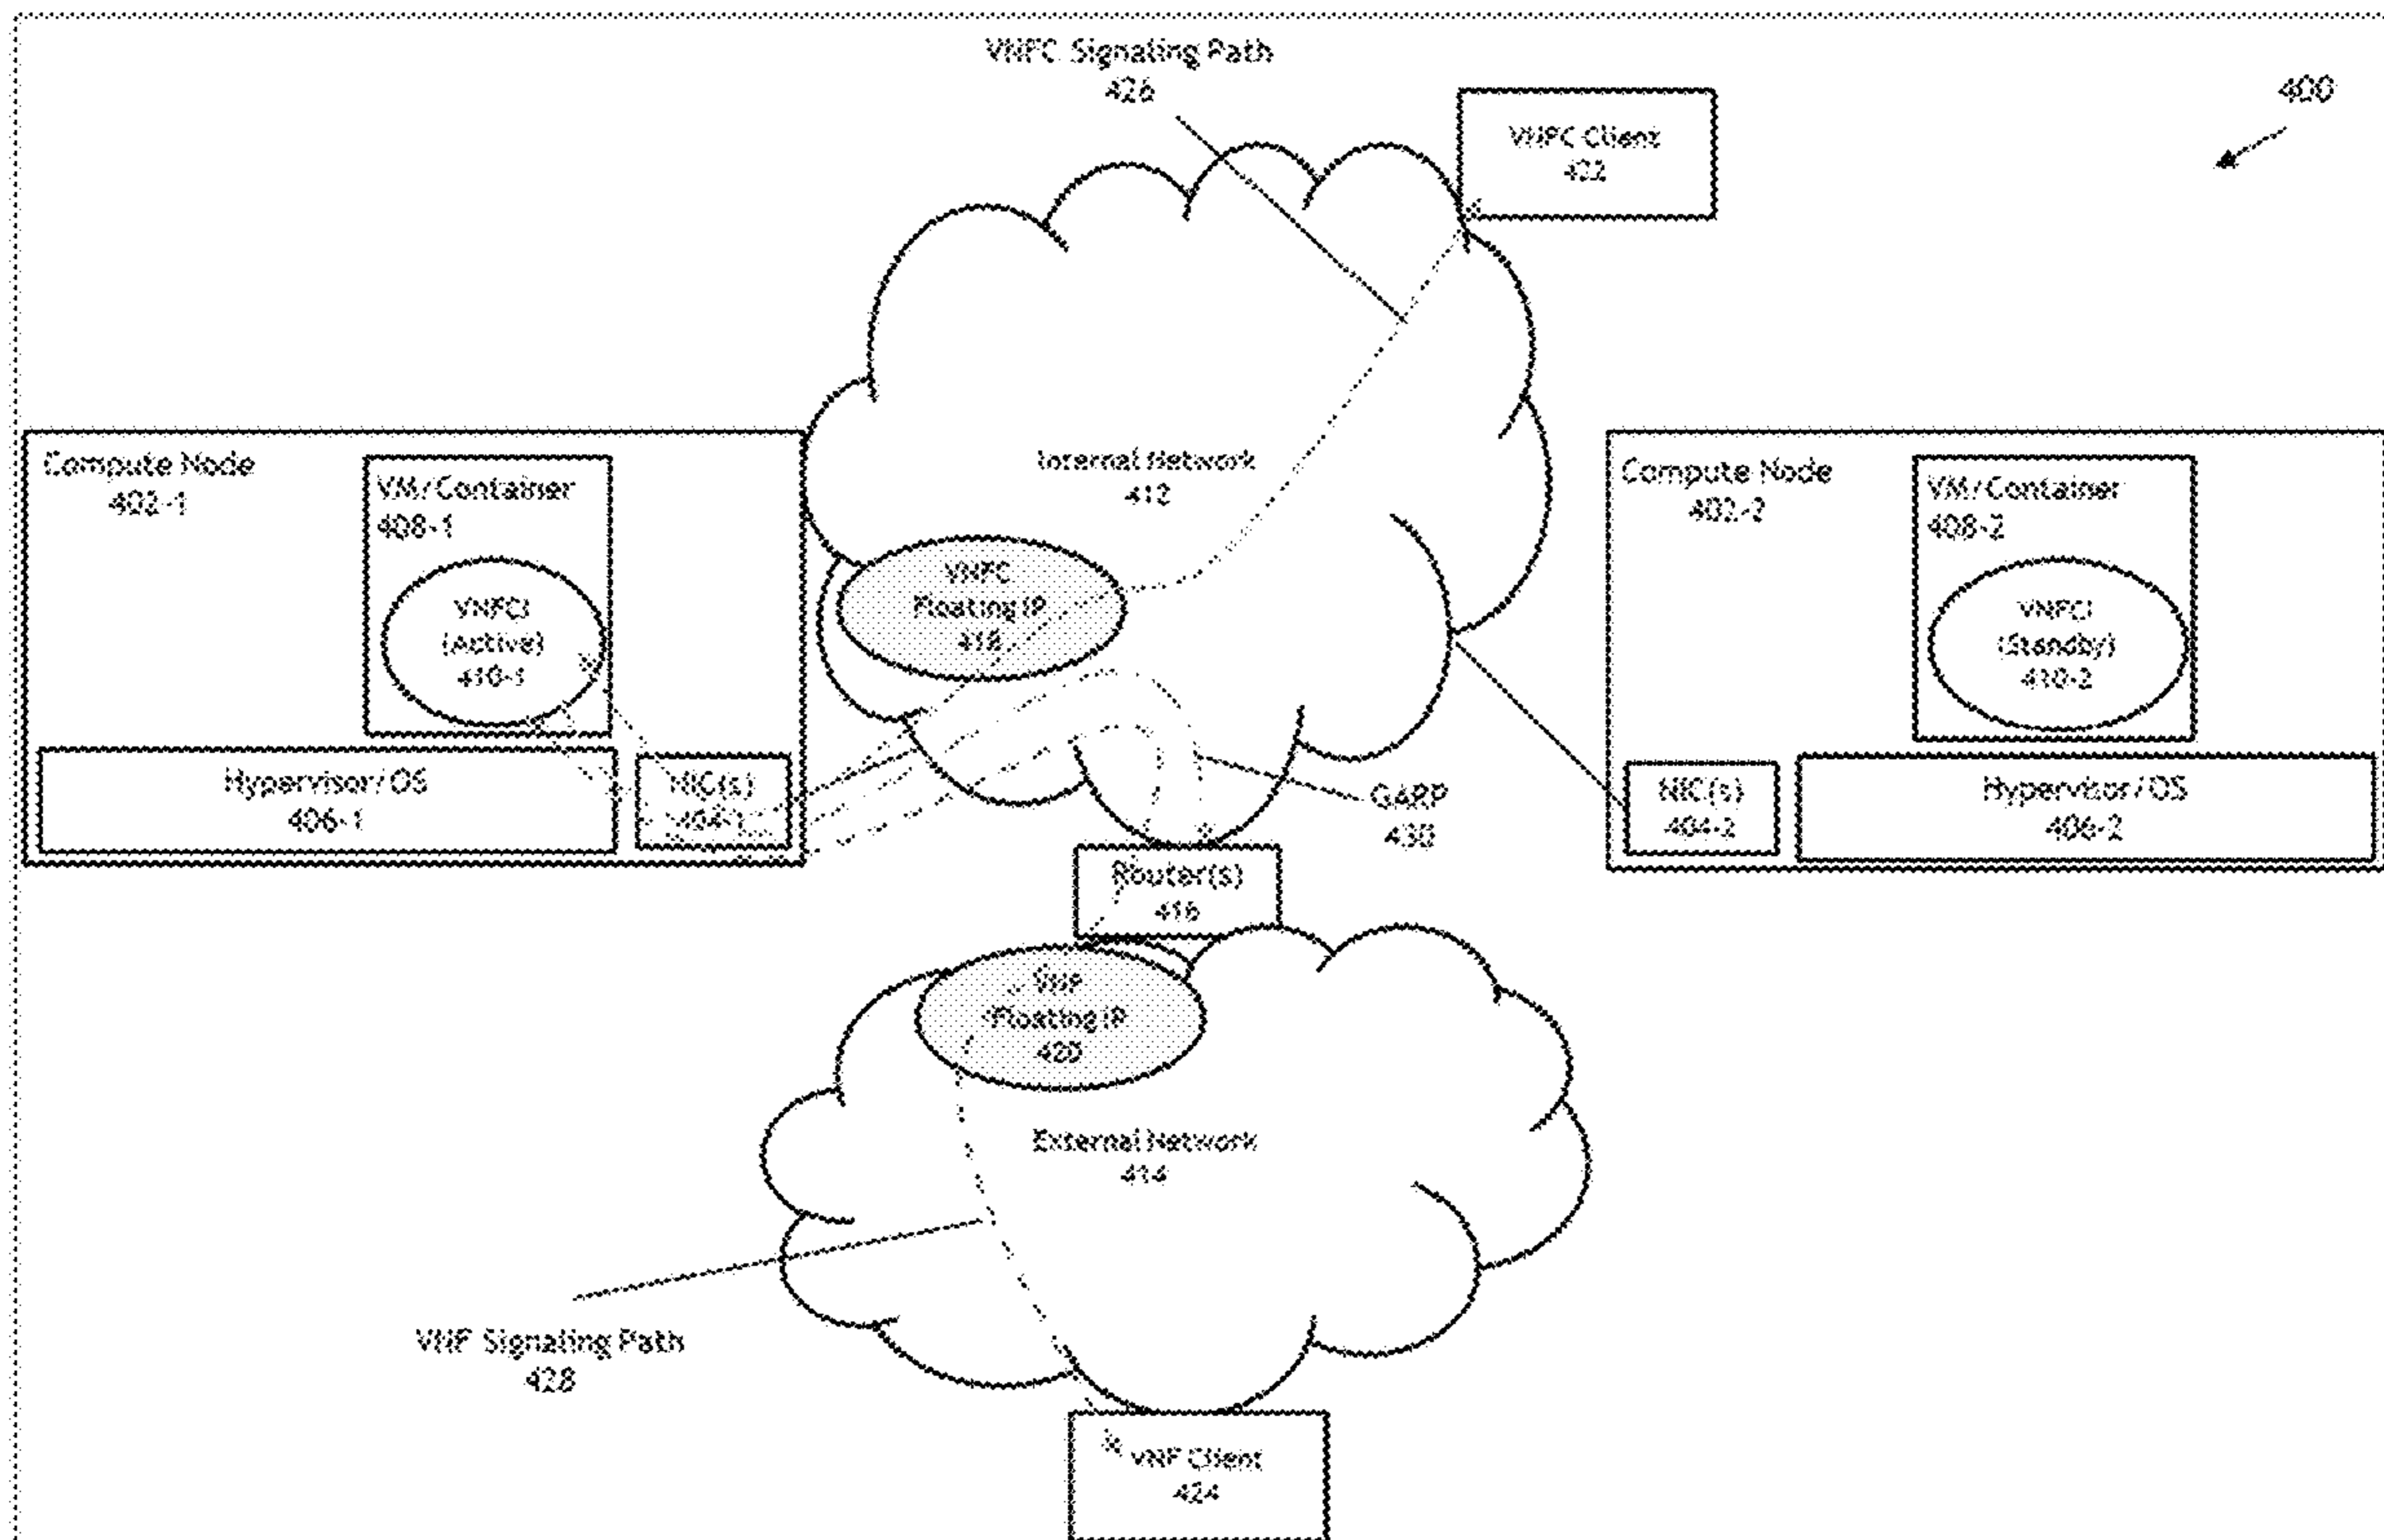 VNFC Signaling Path
426
400
VNFC Client
422
Compute Node
402-1
VM/Container
408-1
VNFCI
(Active)
410-1
Hypervisor/OS
406-1
NIC(s)
404-1
Internal Network
412
VNFC
Floating IP
418
GARP
430
Compute Node
402-2
VM/Container
408-2
VNFCI
(Standby)
410-2
NIC(s)
404-2
Hypervisor/OS
406-2
Router(s)
416
VNF
Floating IP
420
External Network
414
VNF Signaling Path
428
VNF Client
424